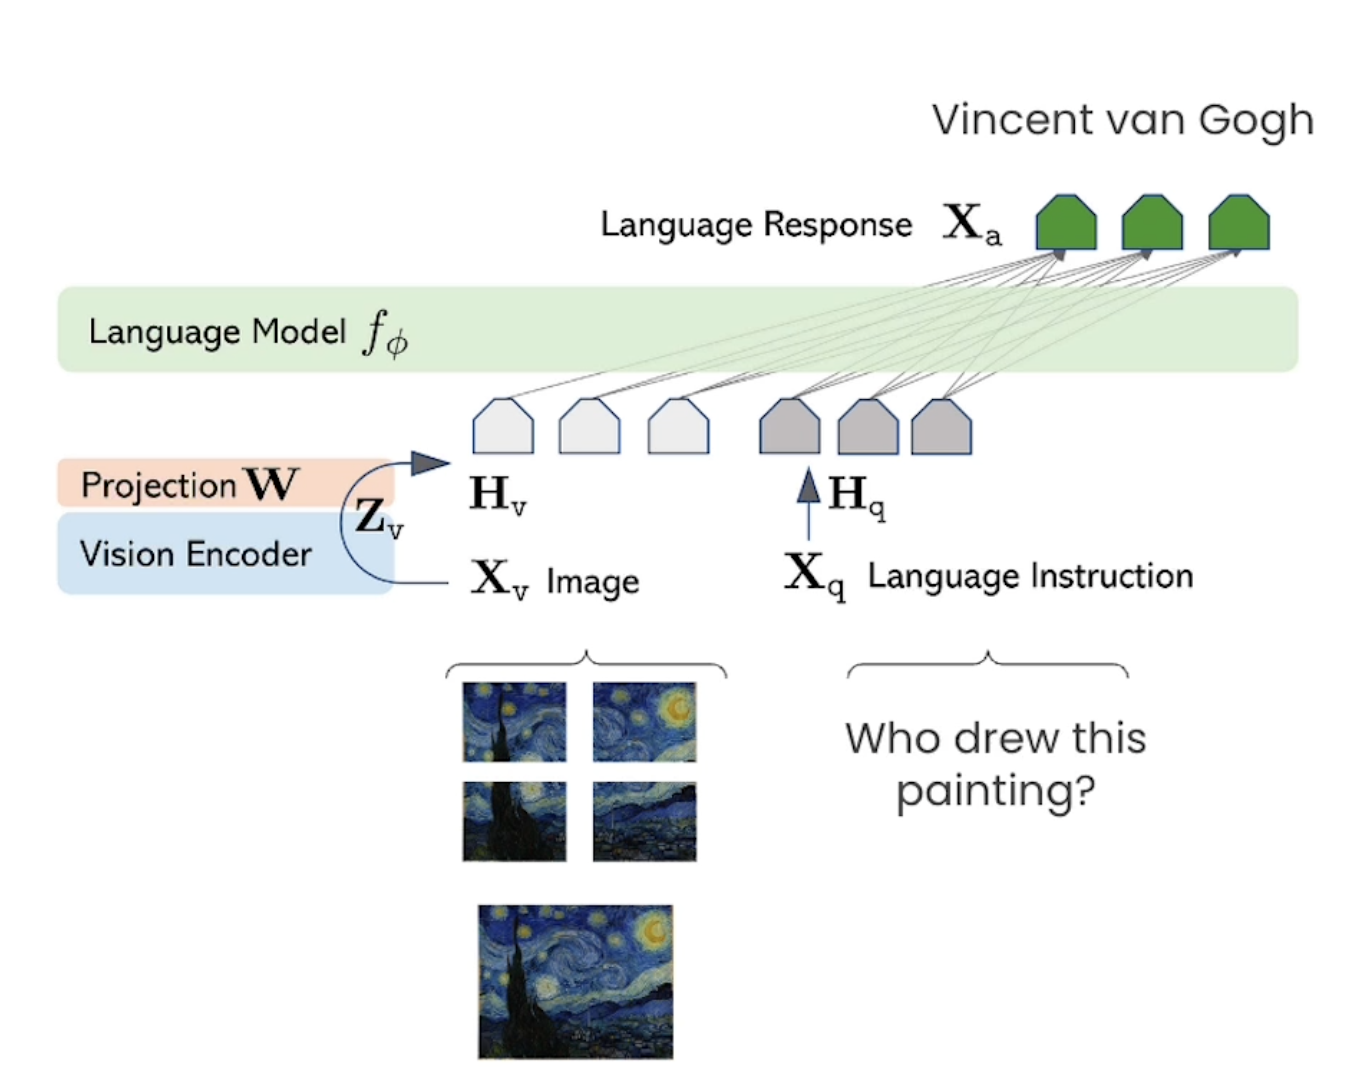 Vincent van Gogh
Language Response Xa
Language Model fϕ
Projection W
Zv
Vision Encoder
Hv
Hq
Xv Image
Xq Language Instruction
Who drew this
painting?